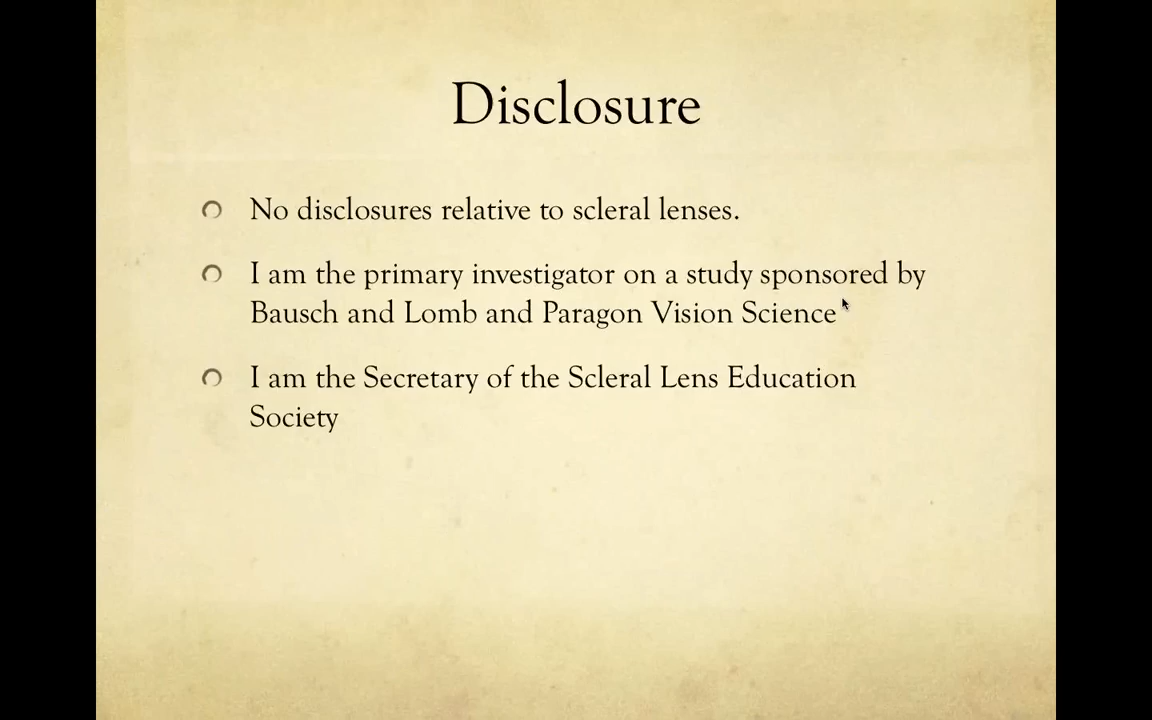 Disclosure
No disclosures relative to scleral lenses.
I am the primary investigator on a study sponsored by
Bausch and Lomb and Paragon Vision Science
I am the Secretary of the Scleral Lens Education
Society